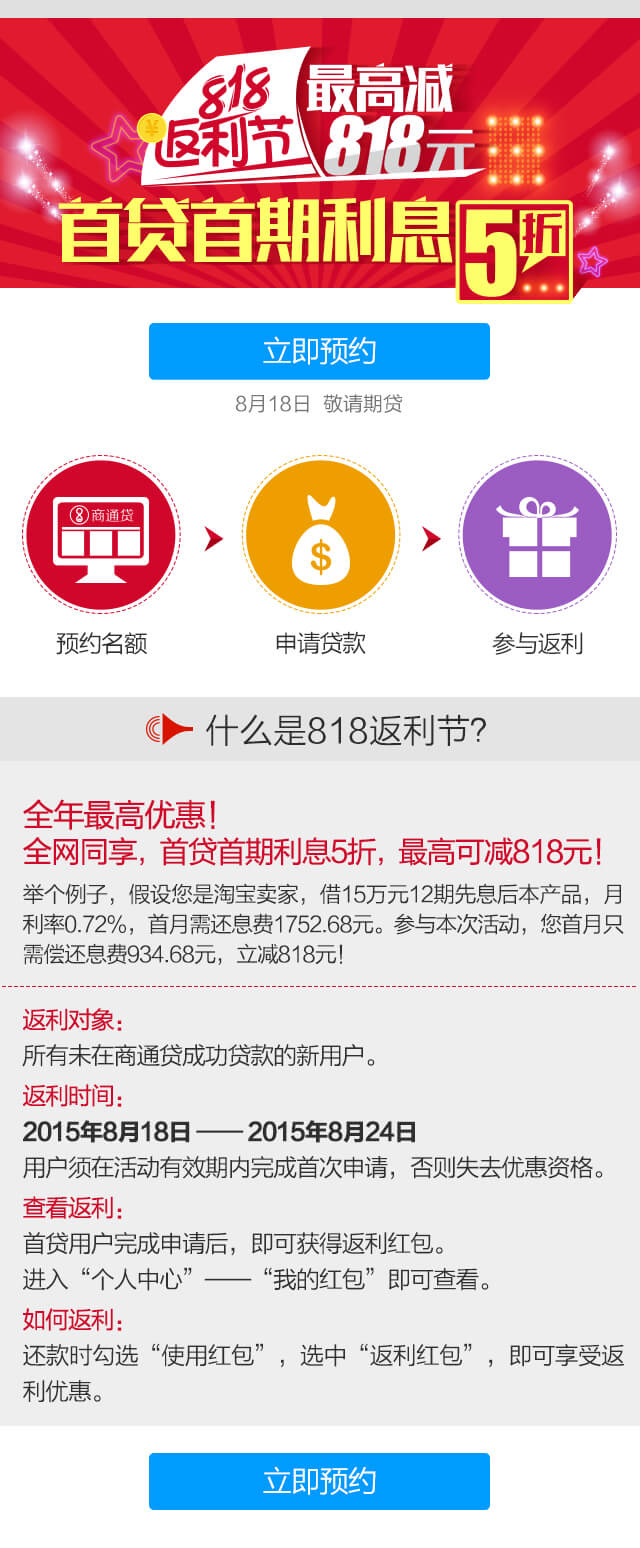 818
返利节
最高减
818元
首贷首期利息5折
立即预约
8月18日 敬请期贷
商通贷
$
预约名额
申请贷款
参与返利
什么是818返利节?
全年最高优惠！
全网同享，首贷首期利息5折，最高可减818元！
举个例子，假设您是淘宝卖家，借15万元12期先息后本产品，月
利率0.72%，首月需还息费1752.68元。参与本次活动，您首月只
需偿还息费934.68元，立减818元！
返利对象：
所有未在商通贷成功贷款的新用户。
返利时间：
2015年8月18日 —— 2015年8月24日
用户须在活动有效期内完成首次申请，否则失去优惠资格。
查看返利：
首贷用户完成申请后，即可获得返利红包。
进入“个人中心”——“我的红包”即可查看。
如何返利：
还款时勾选“使用红包”，选中“返利红包”，即可享受返
利优惠。
立即预约